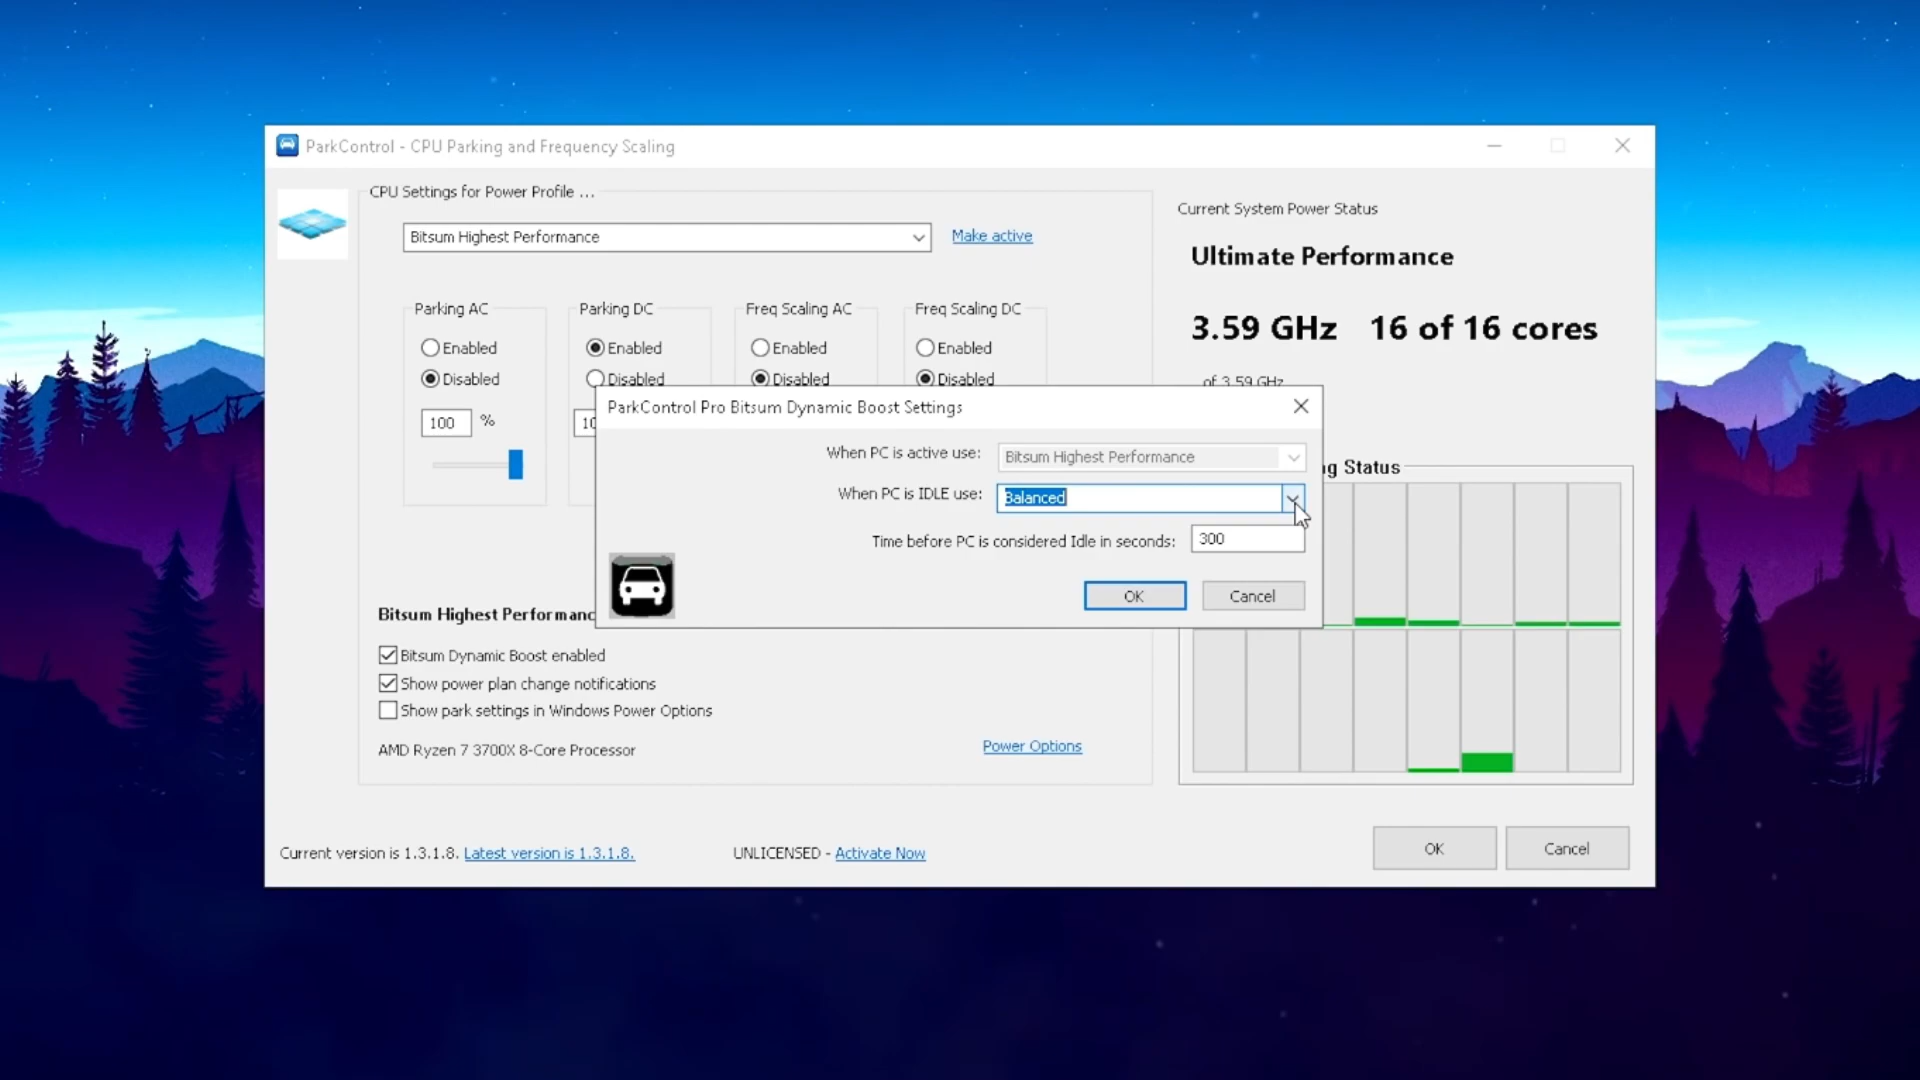 ParkControl - CPU Parking and Frequency Scaling
CPU Settings for Power Profile ...
Bitsum Highest Performance
Make active
Parking AC
Enabled
Disabled
100 %
Parking DC
Enabled
Disabled
10
Freq Scaling AC
Enabled
Disabled
Freq Scaling DC
Enabled
Disabled
Current System Power Status
Ultimate Performance
3.59 GHz 16 of 16 cores
of 3.59 GHz
ParkControl Pro Bitsum Dynamic Boost Settings
When PC is active use: Bitsum Highest Performance
When PC is IDLE use: Balanced
Time before PC is considered Idle in seconds: 300
OK
Cancel
g Status
Bitsum Highest Performanc
Bitsum Dynamic Boost enabled
Show power plan change notifications
Show park settings in Windows Power Options
AMD Ryzen 7 3700X 8-Core Processor
Power Options
Current version is 1.3.1.8. Latest version is 1.3.1.8.
UNLICENSED - Activate Now
OK
Cancel